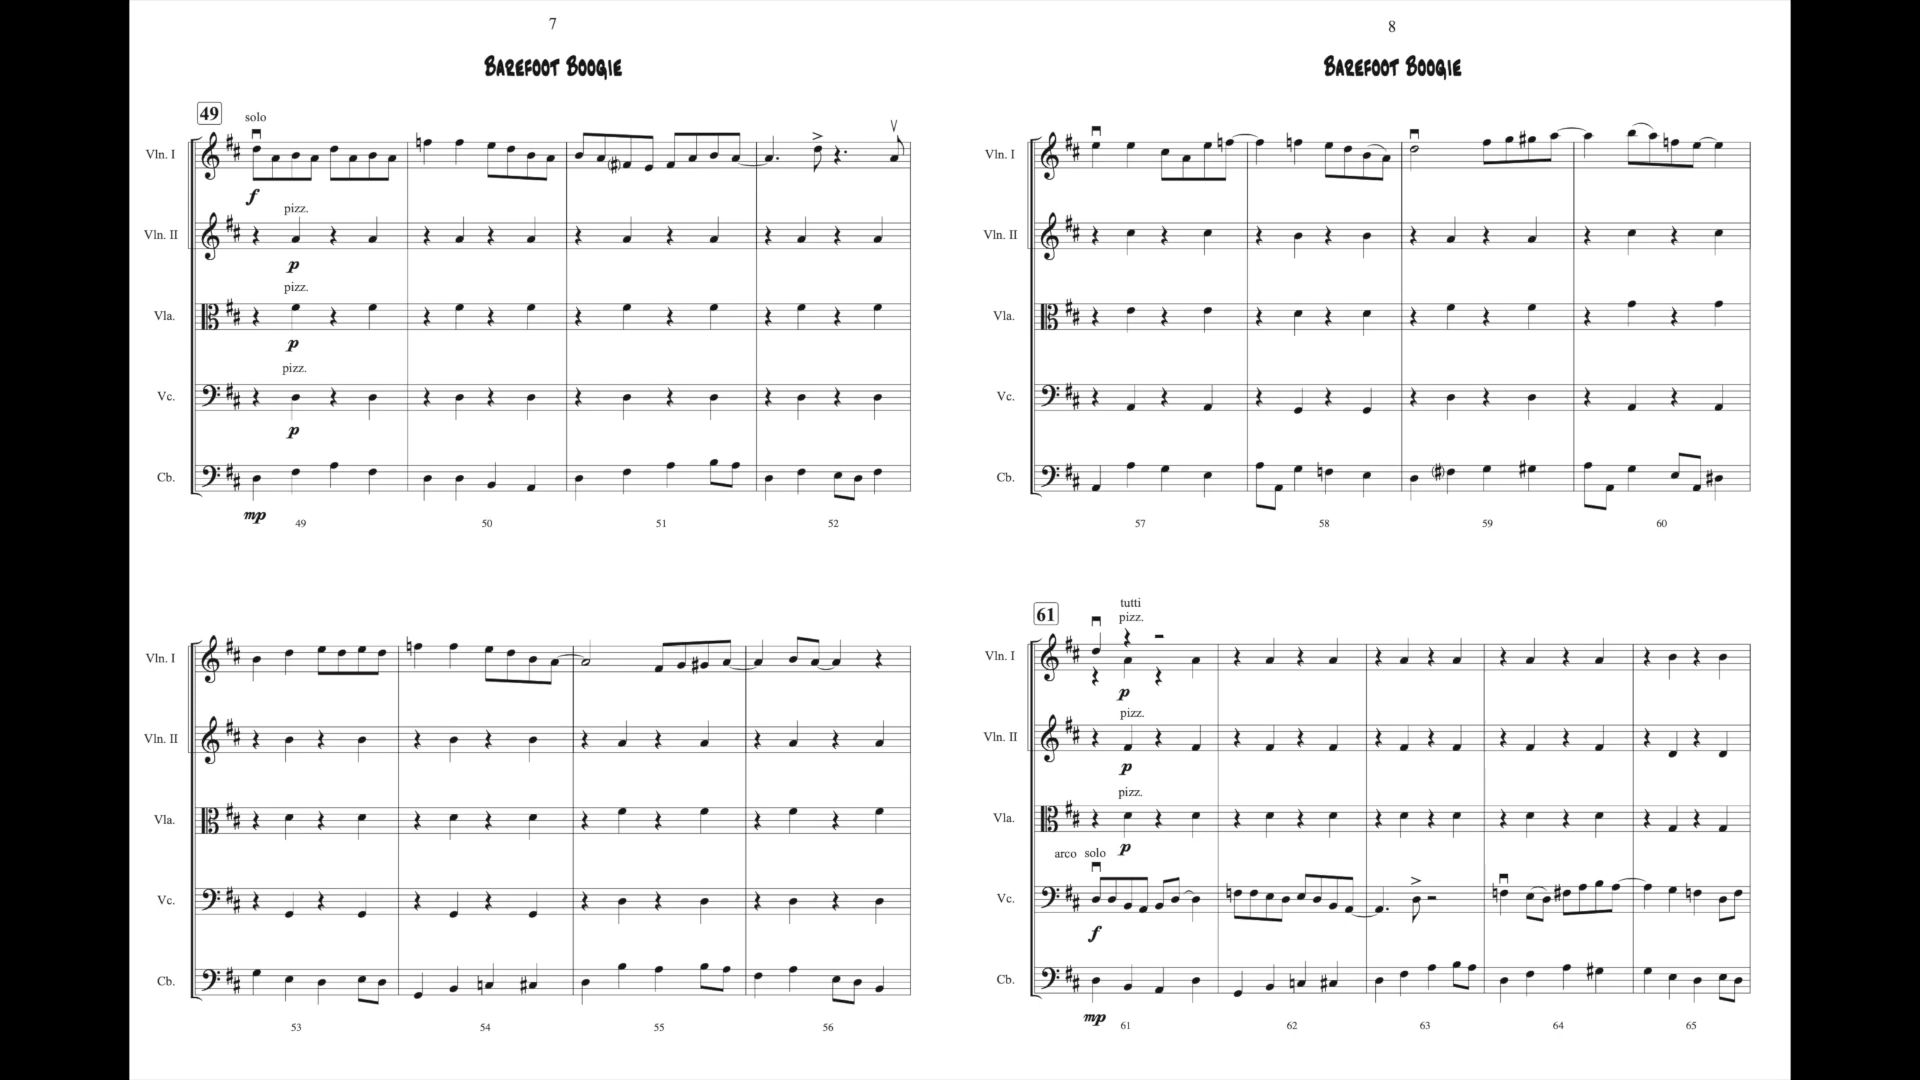 7
BAREFOOT BOOGIE
49
solo
Vln. I
f
pizz.
Vln. II
p
pizz.
Vla.
p
pizz.
Vc.
p
Cb.
mp
49 50 51 52
Vln. I
Vln. II
Vla.
Vc.
Cb.
53 54 55 56
8
BAREFOOT BOOGIE
Vln. I
Vln. II
Vla.
Vc.
Cb.
57 58 59 60
61
tutti
pizz.
Vln. I
p
pizz.
Vln. II
p
pizz.
Vla.
p
arco solo
Vc.
f
Cb.
mp
61 62 63 64 65